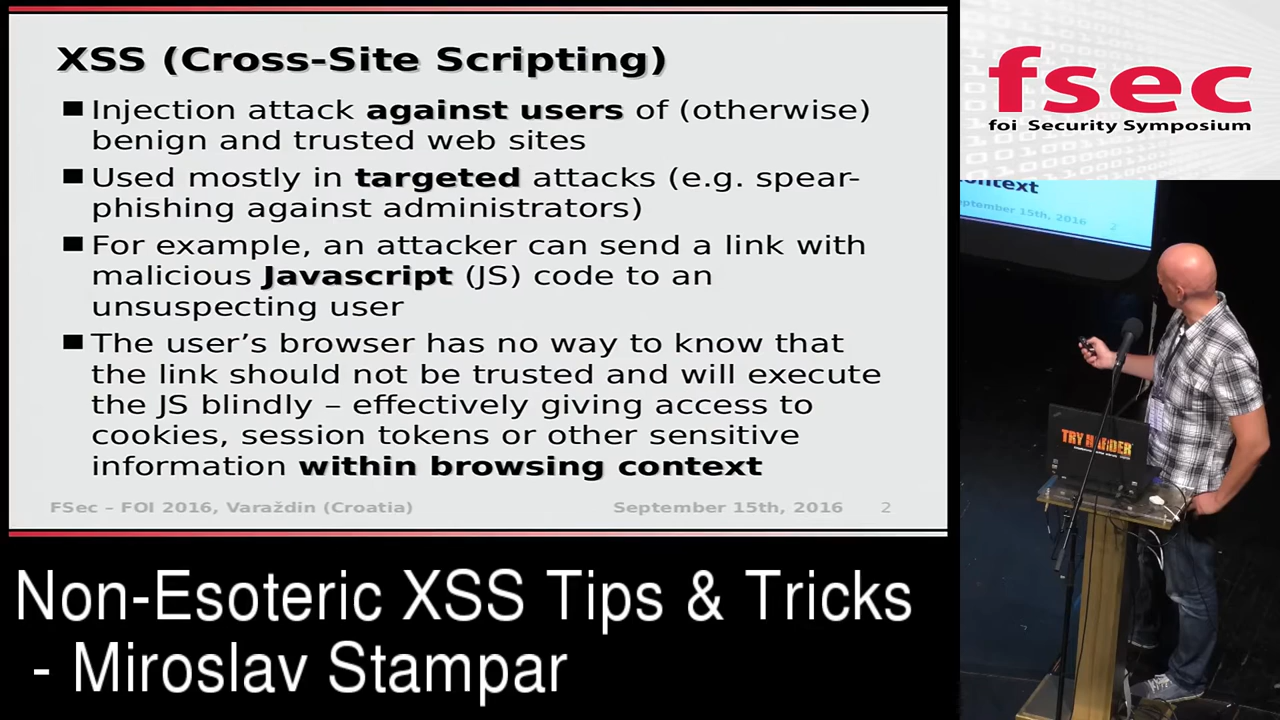 XSS (Cross-Site Scripting)
Injection attack against users of (otherwise)
benign and trusted web sites
Used mostly in targeted attacks (e.g. spear-
phishing against administrators)
For example, an attacker can send a link with
malicious Javascript (JS) code to an
unsuspecting user
The user’s browser has no way to know that
the link should not be trusted and will execute
the JS blindly – effectively giving access to
cookies, session tokens or other sensitive
information within browsing context
FSec – FOI 2016, Varaždin (Croatia) September 15th, 2016 2
Non-Esoteric XSS Tips & Tricks
- Miroslav Stampar
fsec
foi Security Symposium
context
eptember 15th, 2016 2
TRY HARDER